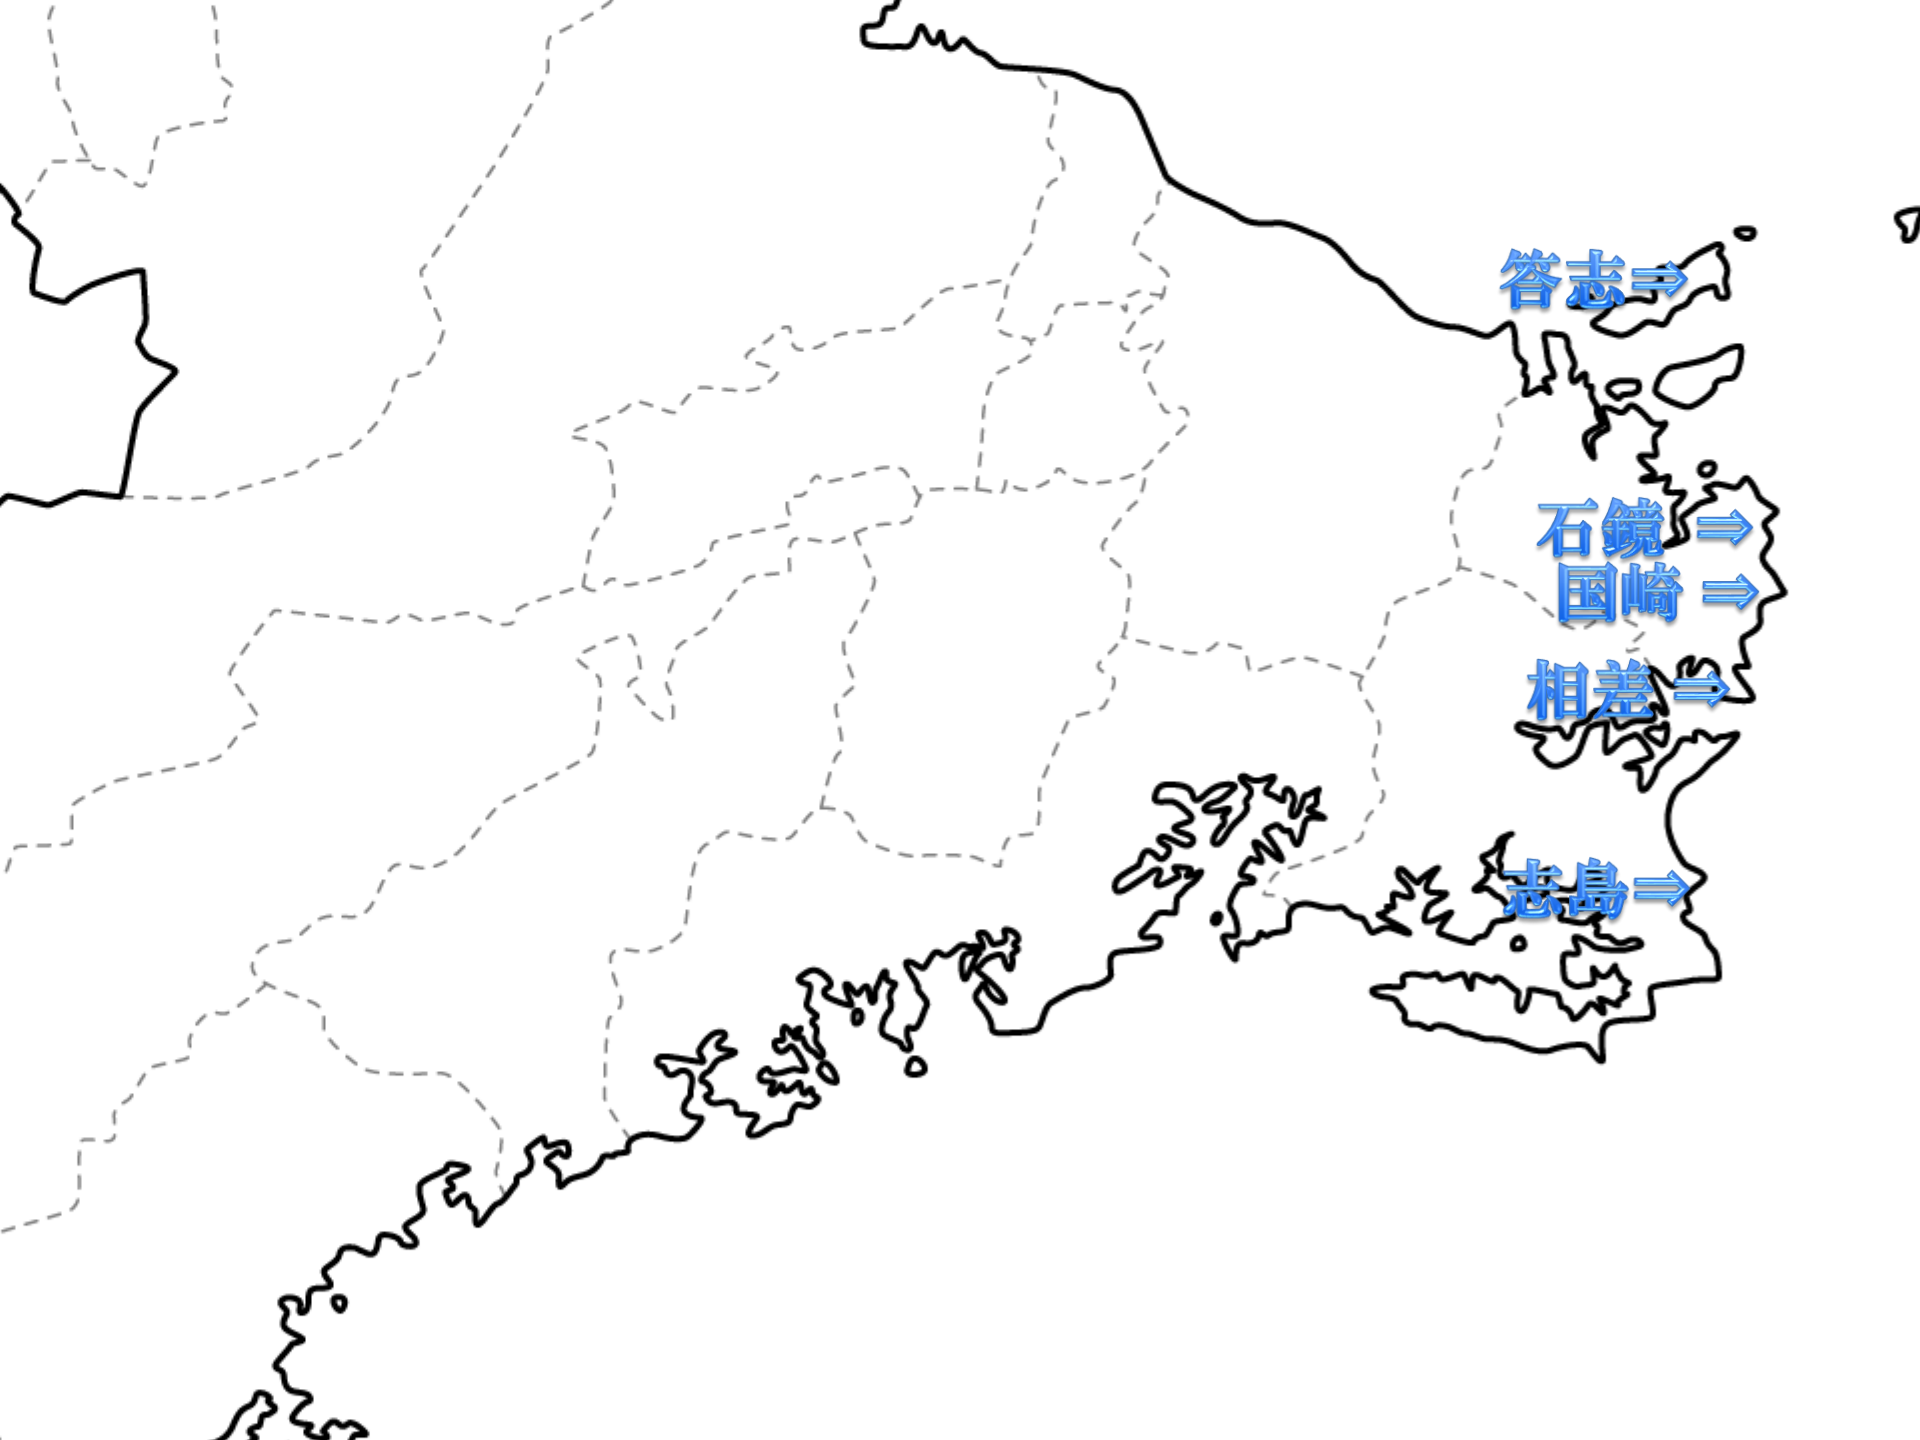 答志⇒
石鏡 ⇒
国崎 ⇒
相差 ⇒
志島⇒